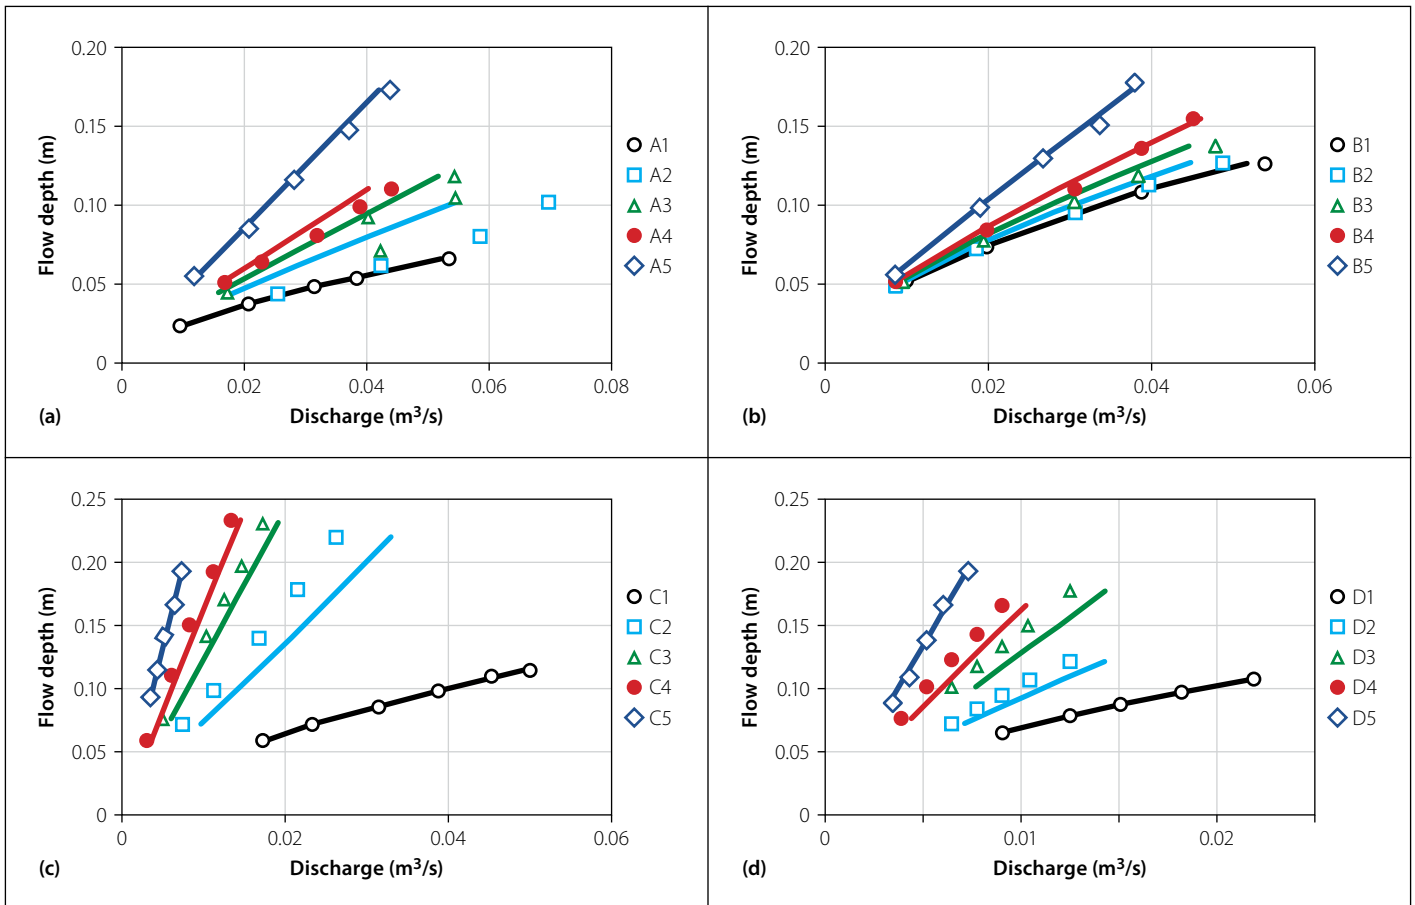 0.20
0.15
0.10
0.05
0
0
0.02
0.04
0.06
0.08
Flow depth (m)
Discharge (m³/s)
(a)
A1
A2
A3
A4
A5
0.20
0.15
0.10
0.05
0
0
0.02
0.04
0.06
Flow depth (m)
Discharge (m³/s)
(b)
B1
B2
B3
B4
B5
0.25
0.20
0.15
0.10
0.05
0
0
0.02
0.04
0.06
Flow depth (m)
Discharge (m³/s)
(c)
C1
C2
C3
C4
C5
0.25
0.20
0.15
0.10
0.05
0
0
0.01
0.02
Flow depth (m)
Discharge (m³/s)
(d)
D1
D2
D3
D4
D5